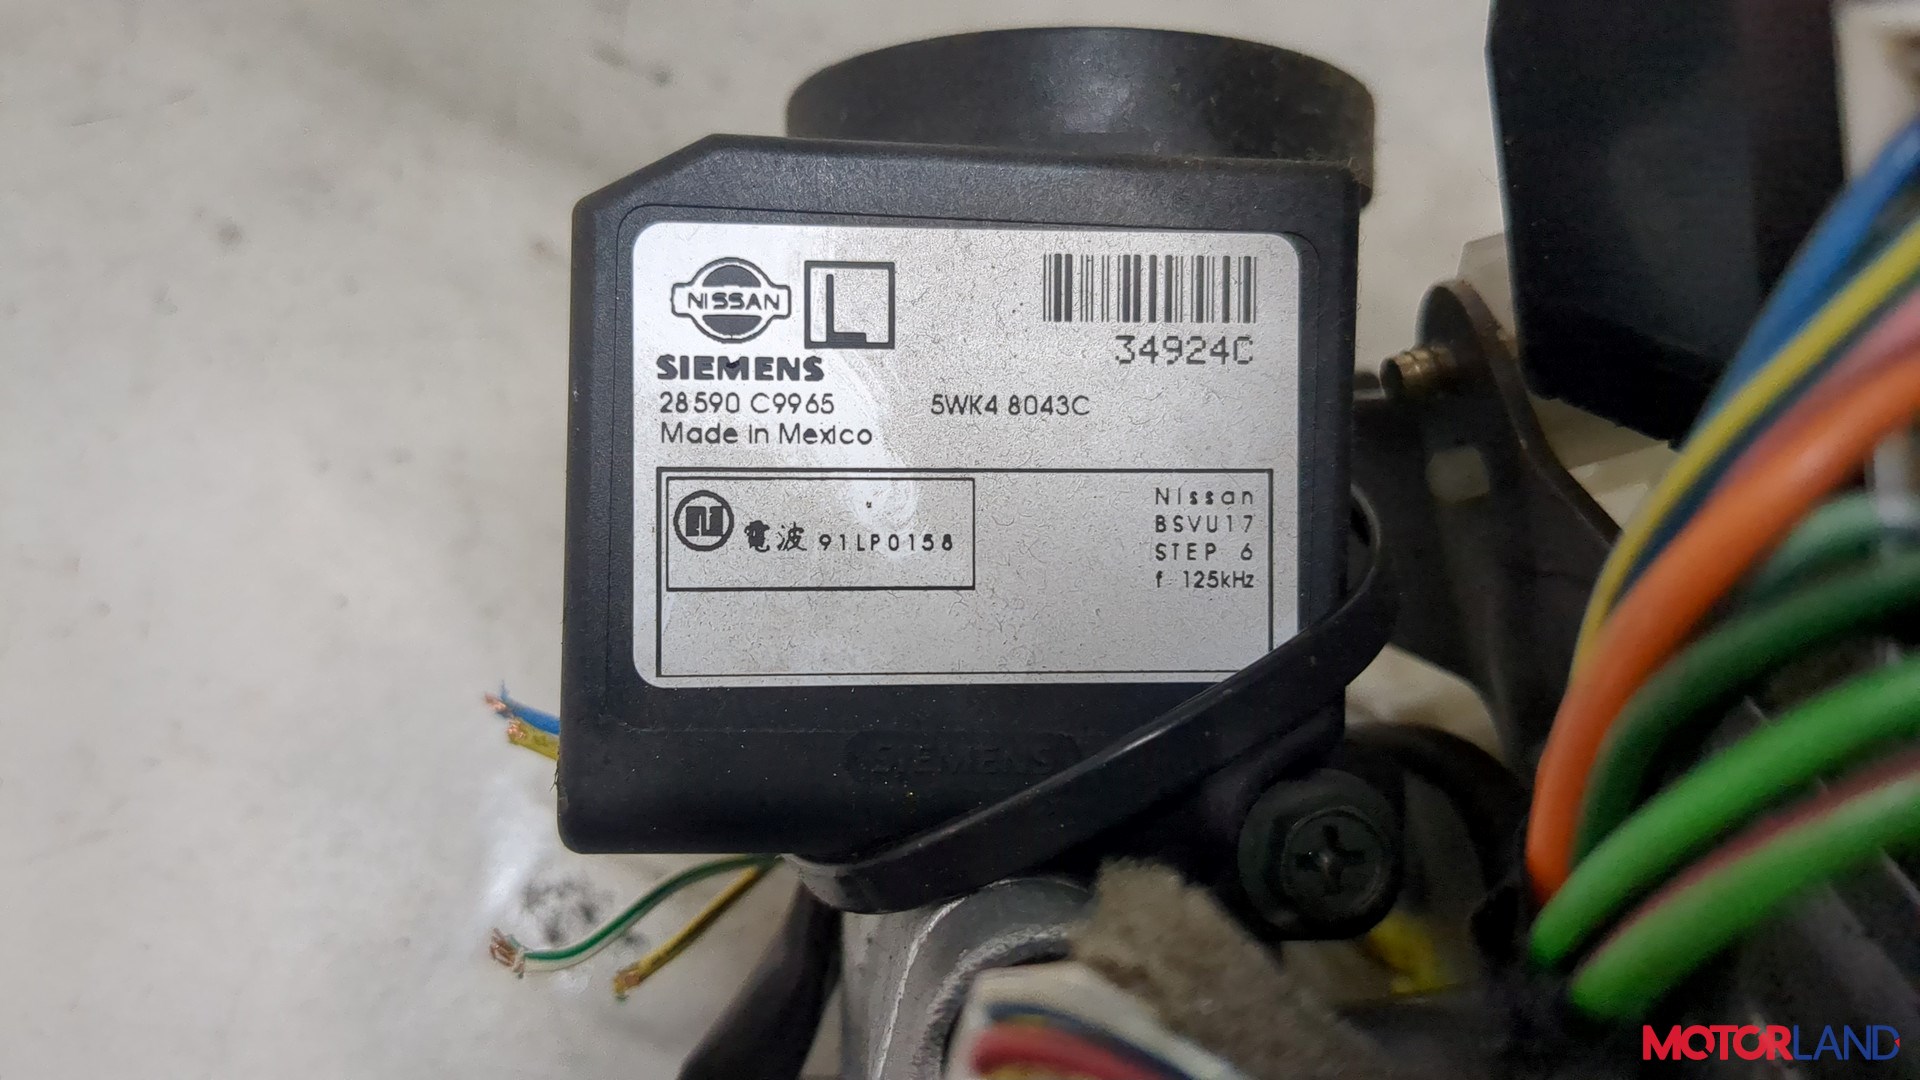 NISSAN
L
SIEMENS
34924C
28590 C9965
5WK4 8043C
Made in Mexico
電波 91LP0158
Nissan
BSVU17
STEP 6
f 125kHz
SIEMENS
MOTORLAND